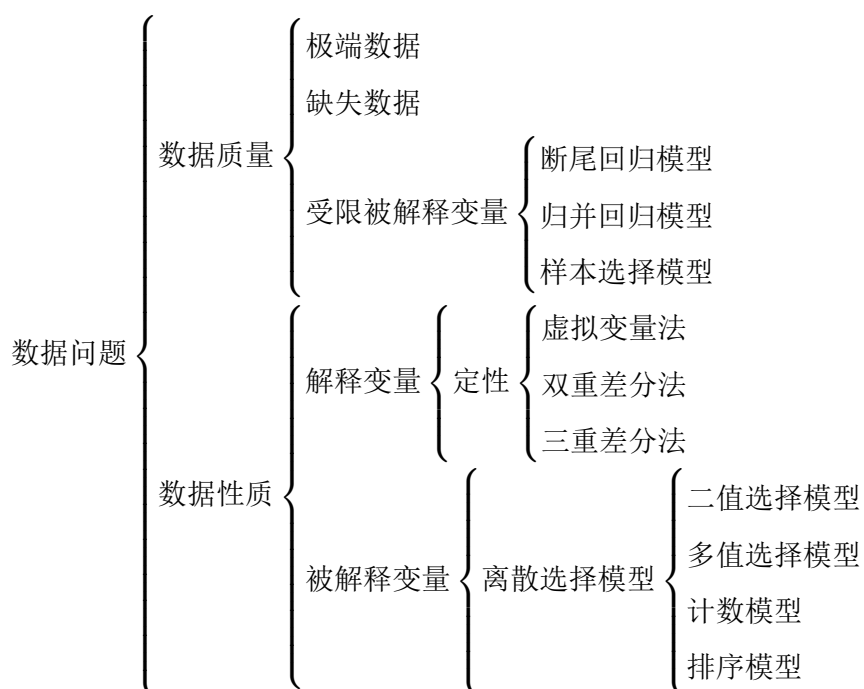 极端数据
缺失数据
数据质量
断尾回归模型
受限被解释变量
归并回归模型
样本选择模型
数据问题
虚拟变量法
解释变量
定性
双重差分法
三重差分法
数据性质
二值选择模型
多值选择模型
被解释变量
离散选择模型
计数模型
排序模型